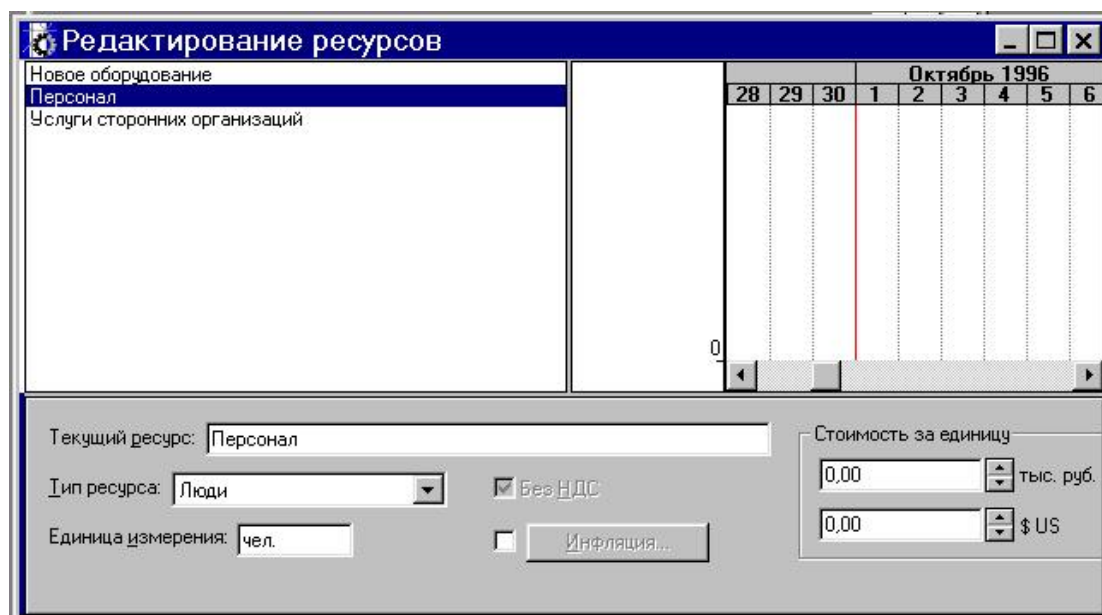 Редактирование ресурсов
Новое оборудование
Персонал
Услуги сторонних организаций
Октябрь 1996
28 29 30 1 2 3 4 5 6
0
Текущий ресурс: Персонал
Тип ресурса: Люди
Без НДС
Единица измерения: чел.
Инфляция...
Стоимость за единицу
0,00 тыс. руб.
0,00 $ US